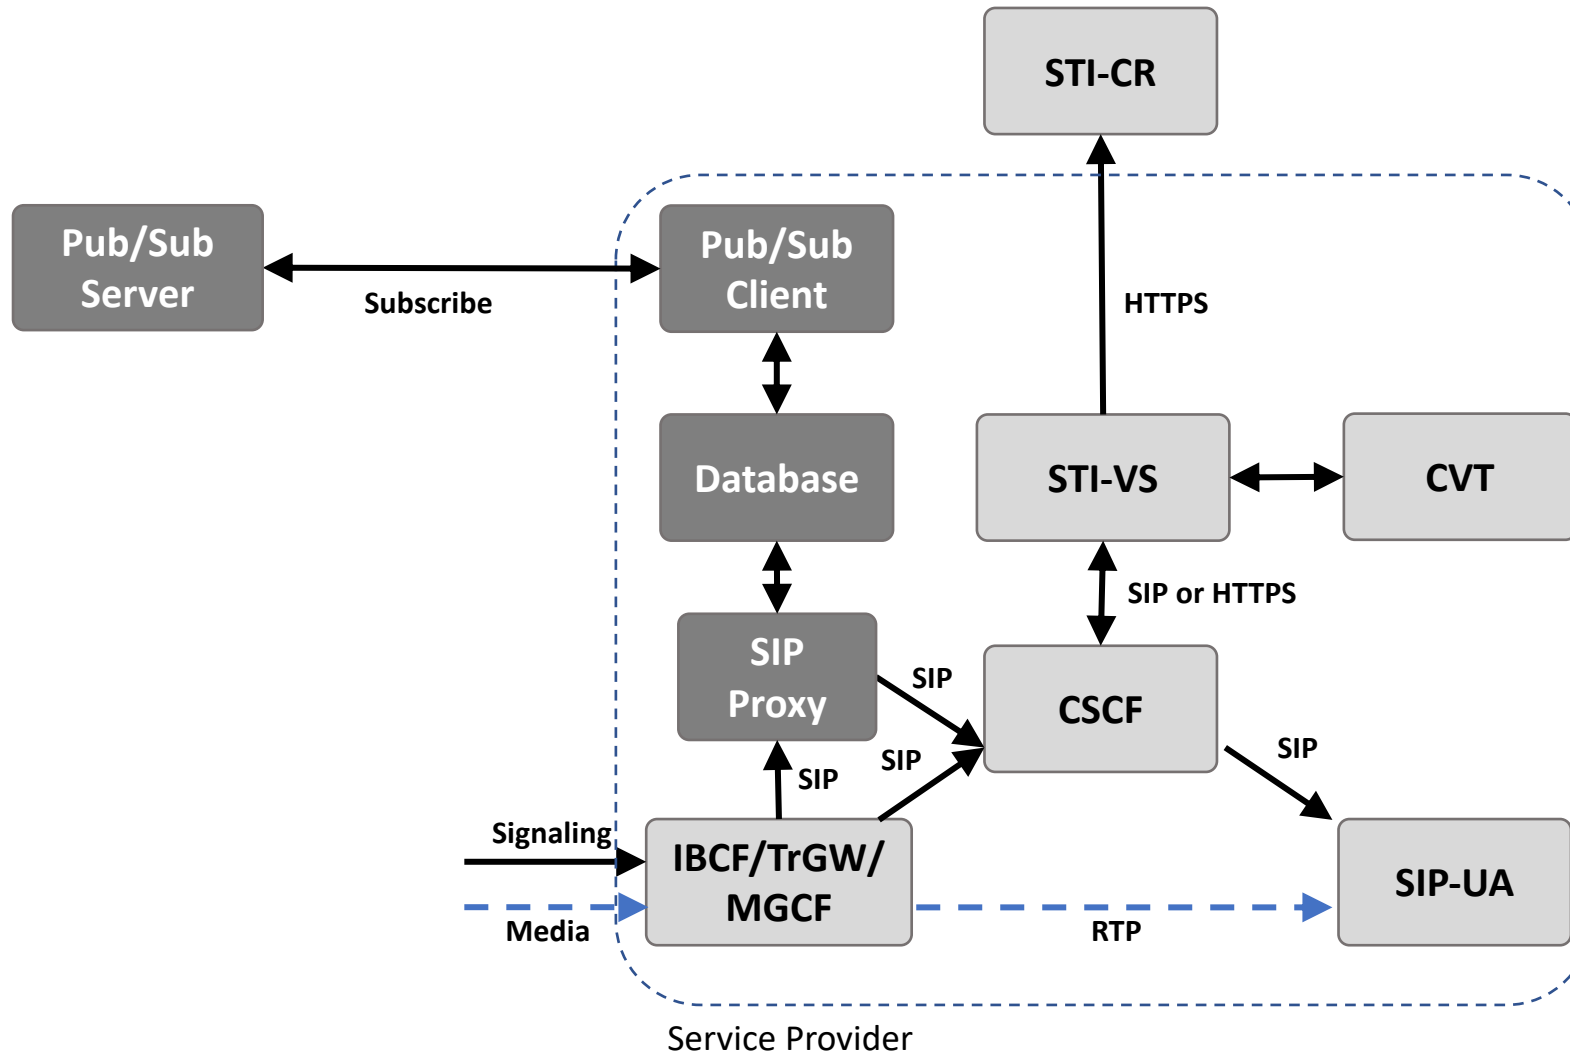 STI-CR
Pub/Sub
Server
Subscribe
Pub/Sub
Client
HTTPS
Database
STI-VS
CVT
SIP or HTTPS
SIP
Proxy
SIP
CSCF
SIP
SIP
SIP
Signaling
IBCF/TrGW/
MGCF
SIP-UA
Media
RTP
Service Provider